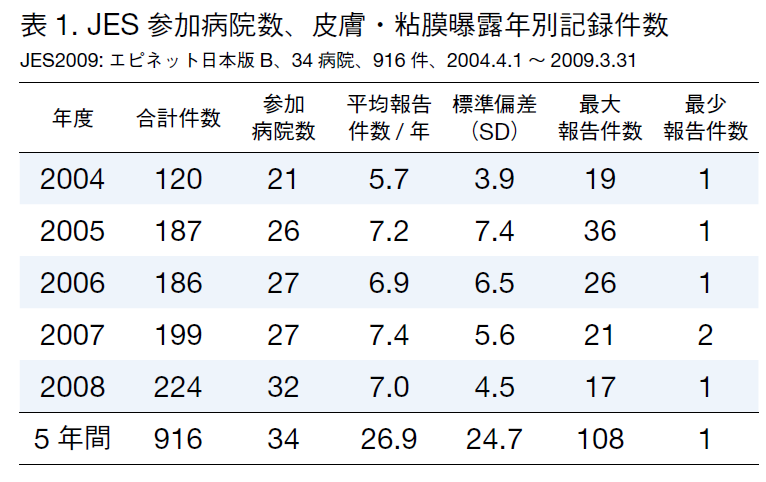 表 1. JES 参加病院数、皮膚・粘膜曝露年別記録件数
JES2009: エピネット日本版 B、34 病院、916 件、2004.4.1 〜 2009.3.31
年度 合計件数 参加病院数 平均報告件数 / 年 標準偏差（SD） 最大報告件数 最少報告件数
2004 120 21 5.7 3.9 19 1
2005 187 26 7.2 7.4 36 1
2006 186 27 6.9 6.5 26 1
2007 199 27 7.4 5.6 21 2
2008 224 32 7.0 4.5 17 1
5 年間 916 34 26.9 24.7 108 1